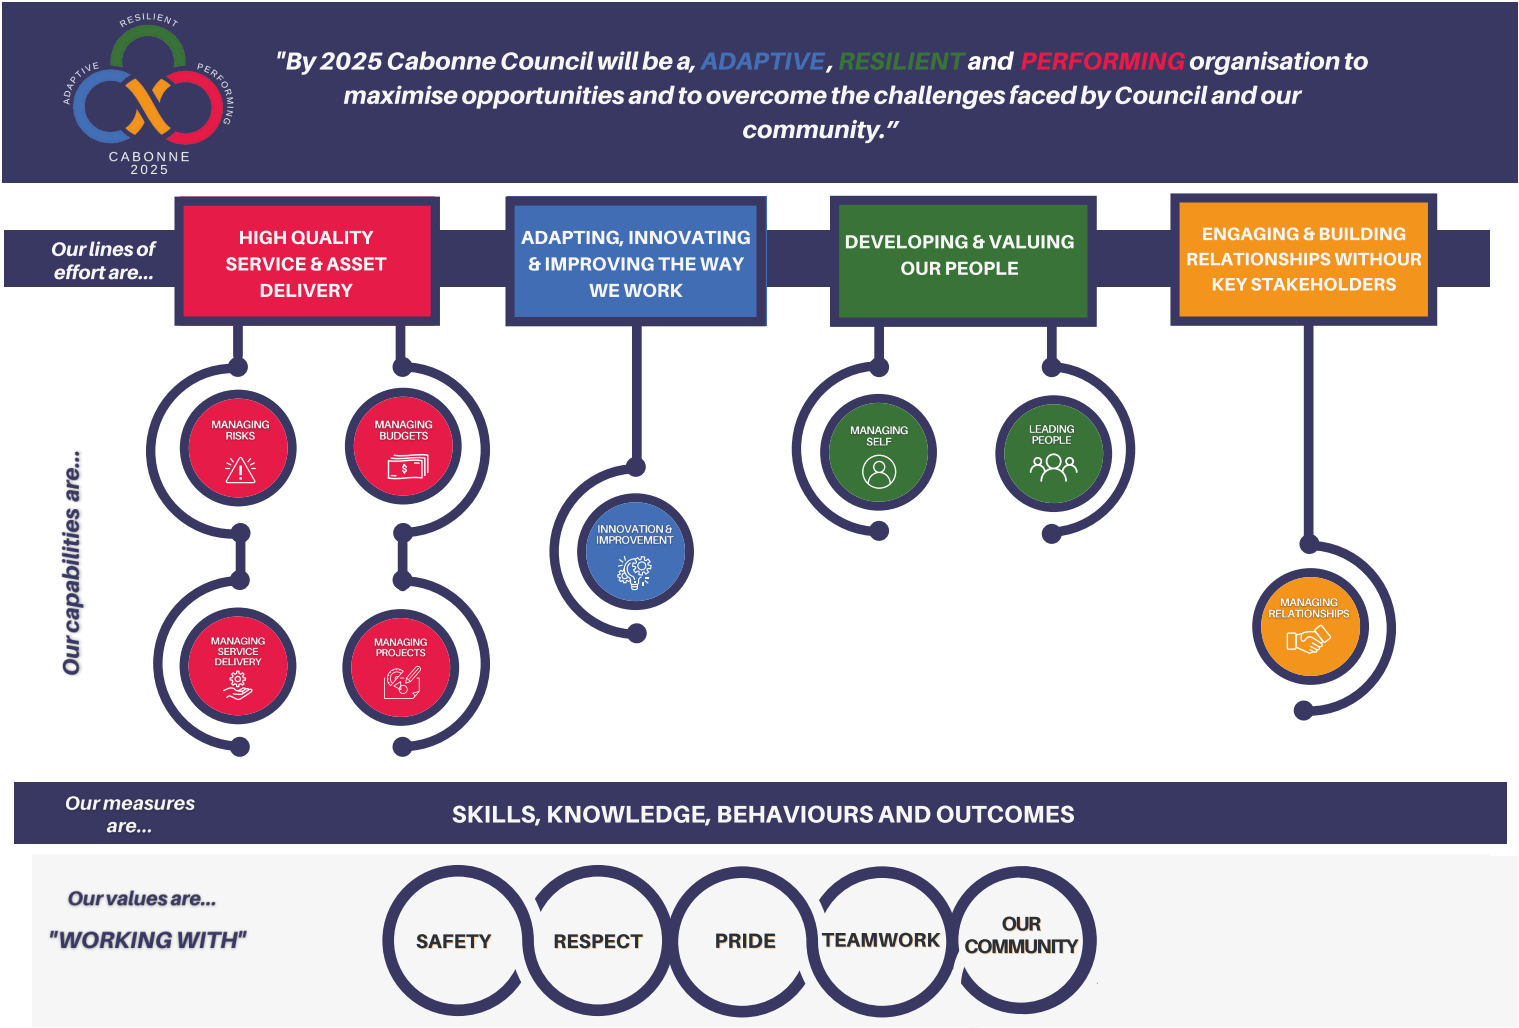 RESILIENT
ADAPTIVE
PERFORMING
CABONNE
2025
"By 2025 Cabonne Council will be a, ADAPTIVE, RESILIENT and PERFORMING organisation to
maximise opportunities and to overcome the challenges faced by Council and our
community.”
Our lines of
effort are...
HIGH QUALITY
SERVICE & ASSET
DELIVERY
ADAPTING, INNOVATING
& IMPROVING THE WAY
WE WORK
DEVELOPING & VALUING
OUR PEOPLE
ENGAGING & BUILDING
RELATIONSHIPS WITHOUR
KEY STAKEHOLDERS
Our capabilities are...
MANAGING
RISKS
MANAGING
BUDGETS
$
MANAGING
SERVICE
DELIVERY
MANAGING
PROJECTS
INNOVATION &
IMPROVEMENT
MANAGING
SELF
LEADING
PEOPLE
MANAGING
RELATIONSHIPS
Our measures
are...
SKILLS, KNOWLEDGE, BEHAVIOURS AND OUTCOMES
Our values are...
"WORKING WITH"
SAFETY
RESPECT
PRIDE
TEAMWORK
OUR
COMMUNITY